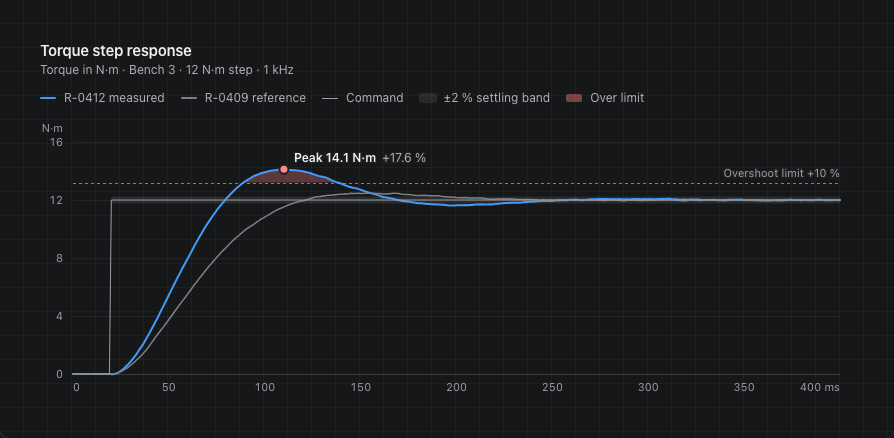 Torque step response
Torque in N·m · Bench 3 · 12 N·m step · 1 kHz
R-0412 measured R-0409 reference Command ±2 % settling band Over limit
N·m
16
Peak 14.1 N·m +17.6 %
Overshoot limit +10 %
12
8
4
0
0 50 100 150 200 250 300 350 400 ms